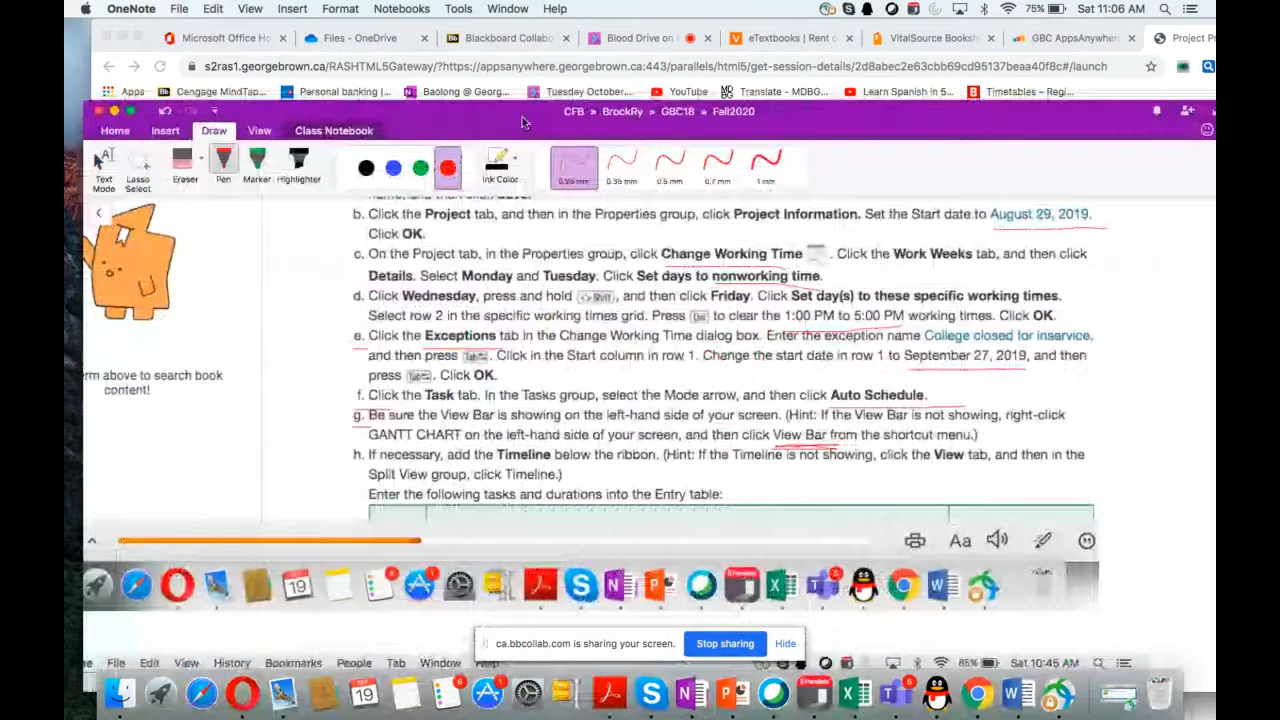 OneNote File Edit View Insert Format Notebooks Tools Window Help 75% Sat 11:06 AM
Microsoft Office Ho Files - OneDrive Blackboard Collabo Blood Drive on eTextbooks | Rent o VitalSource Booksh GBC AppsAnywhere Project Pr
s2ras1.georgebrown.ca/RASHTML5Gateway/?https://appsanywhere.georgebrown.ca:443/parallels/html5/get-session-details/2d8abec2e63cbb69cd95137beaa40f8c#/launch
Apps Cengage MindTap... Personal banking |... Baolong @ Georg... Tuesday October... YouTube Translate - MDBG... Learn Spanish in 5... Timetables – Regi...
CFB » BrockRy » GBC18 » Fall2020
Home Insert Draw View Class Notebook
Text Mode Lasso Select Eraser Pen Marker Highlighter Ink Color 0.25 mm 0.35 mm 0.5 mm 0.7 mm 1 mm
b. Click the Project tab, and then in the Properties group, click Project Information. Set the Start date to August 29, 2019.
Click OK.
c. On the Project tab, in the Properties group, click Change Working Time . Click the Work Weeks tab, and then click
Details. Select Monday and Tuesday. Click Set days to nonworking time.
d. Click Wednesday, press and hold Shift, and then click Friday. Click Set day(s) to these specific working times.
Select row 2 in the specific working times grid. Press Del to clear the 1:00 PM to 5:00 PM working times. Click OK.
e. Click the Exceptions tab in the Change Working Time dialog box. Enter the exception name College closed for inservice,
and then press Tab. Click in the Start column in row 1. Change the start date in row 1 to September 27, 2019, and then
press Tab. Click OK.
f. Click the Task tab. In the Tasks group, select the Mode arrow, and then click Auto Schedule.
g. Be sure the View Bar is showing on the left-hand side of your screen. (Hint: If the View Bar is not showing, right-click
GANTT CHART on the left-hand side of your screen, and then click View Bar from the shortcut menu.)
h. If necessary, add the Timeline below the ribbon. (Hint: If the Timeline is not showing, click the View tab, and then in the
Split View group, click Timeline.)
Enter the following tasks and durations into the Entry table:
rm above to search book
content!
Aa
19
ca.bbcollab.com is sharing your screen. Stop sharing Hide
File Edit View History Bookmarks People Tab Window Help 85% Sat 10:45 AM
19